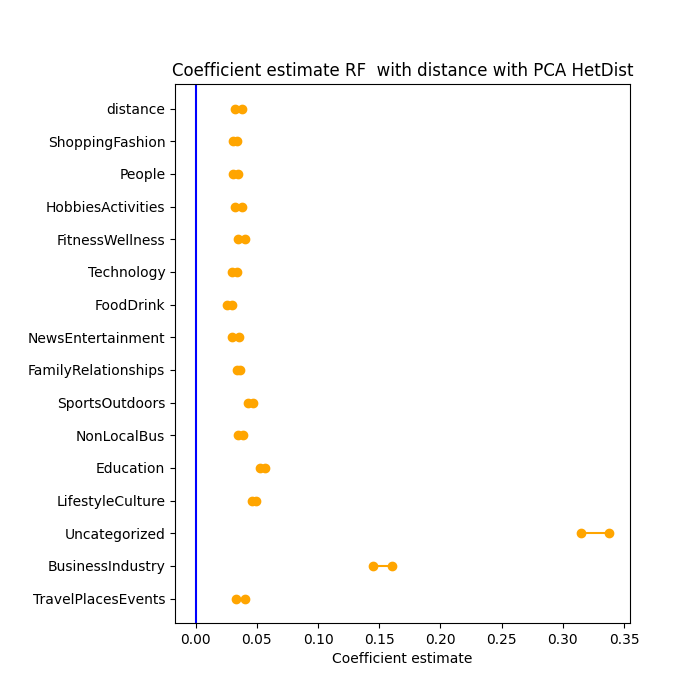 Coefficient estimate RF  with distance with PCA HetDist
distance
ShoppingFashion
People
HobbiesActivities
FitnessWellness
Technology
FoodDrink
NewsEntertainment
FamilyRelationships
SportsOutdoors
NonLocalBus
Education
LifestyleCulture
Uncategorized
BusinessIndustry
TravelPlacesEvents
0.00 0.05 0.10 0.15 0.20 0.25 0.30 0.35
Coefficient estimate